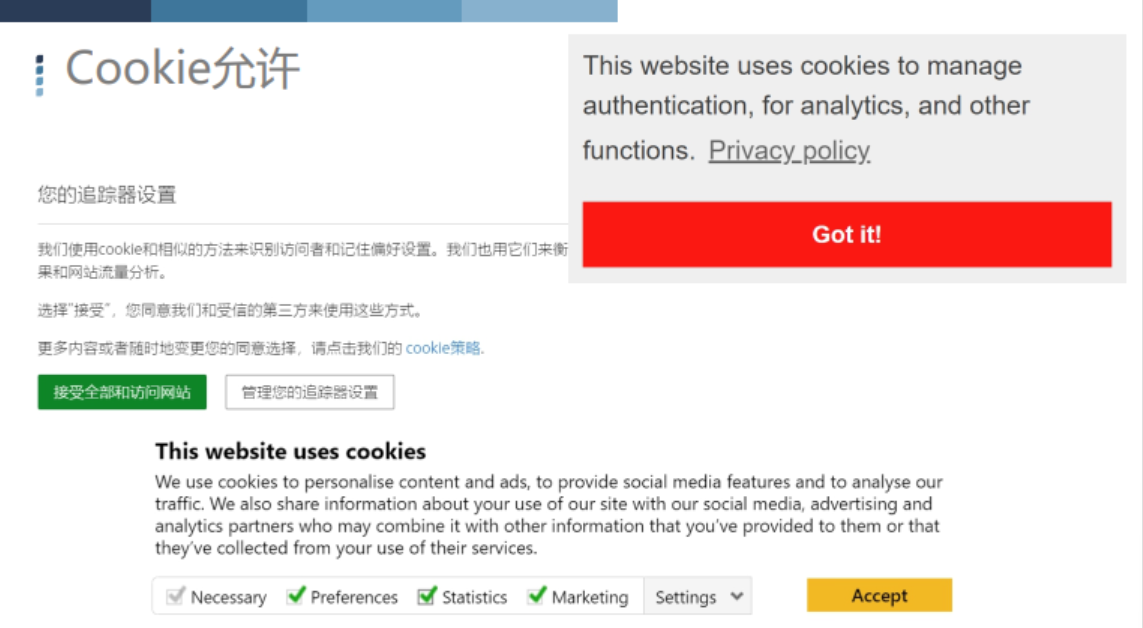 Cookie允许
This website uses cookies to manage
authentication, for analytics, and other
functions. Privacy policy
Got it!
您的追踪器设置
我们使用cookie和相似的方法来识别访问者和记住偏好设置。我们也用它们来衡
果和网站流量分析。
选择"接受"，您同意我们和受信的第三方来使用这些方式。
更多内容或者随时地变更您的同意选择，请点击我们的 cookie策略.
接受全部和访问网站
管理您的追踪器设置
This website uses cookies
We use cookies to personalise content and ads, to provide social media features and to analyse our
traffic. We also share information about your use of our site with our social media, advertising and
analytics partners who may combine it with other information that you've provided to them or that
they've collected from your use of their services.
Necessary Preferences Statistics Marketing Settings Accept